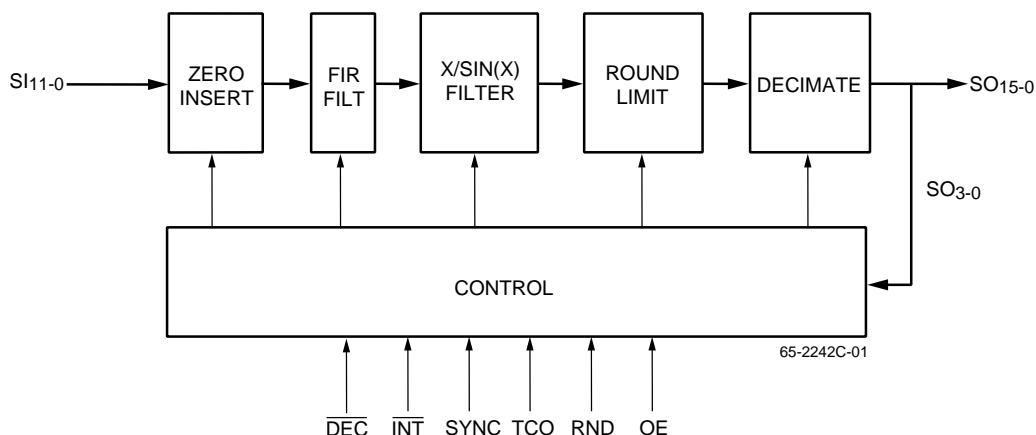 SI11-0
ZERO
INSERT
FIR
FILT
X/SIN(X)
FILTER
ROUND
LIMIT
DECIMATE
SO15-0
SO3-0
CONTROL
65-2242C-01
DEC INT SYNC TCO RND OE